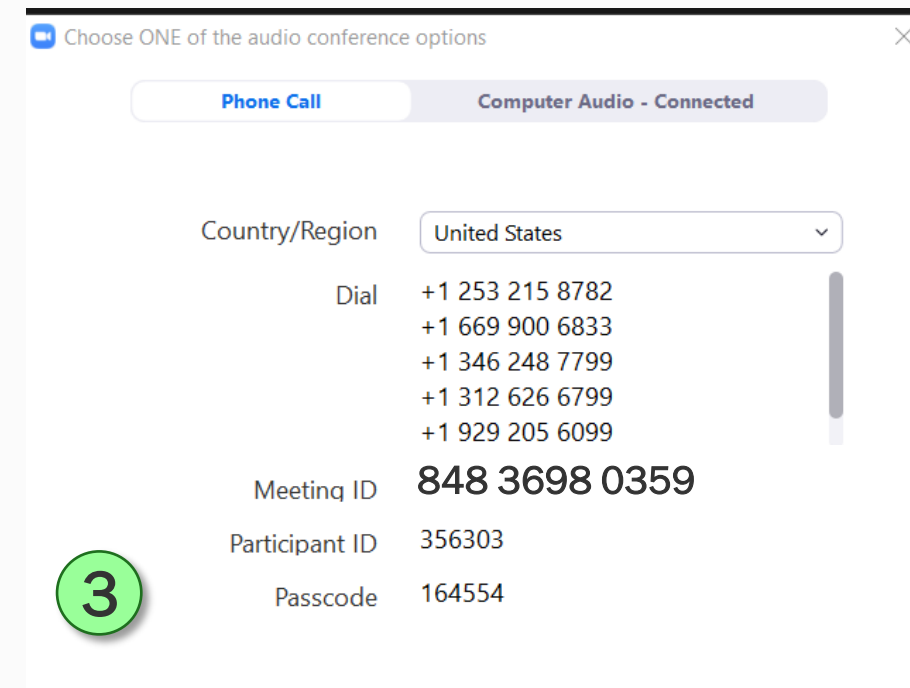 Choose ONE of the audio conference options
Phone Call Computer Audio - Connected
Country/Region United States
Dial +1 253 215 8782
+1 669 900 6833
+1 346 248 7799
+1 312 626 6799
+1 929 205 6099
Meeting ID 848 3698 0359
Participant ID 356303
3
Passcode 164554